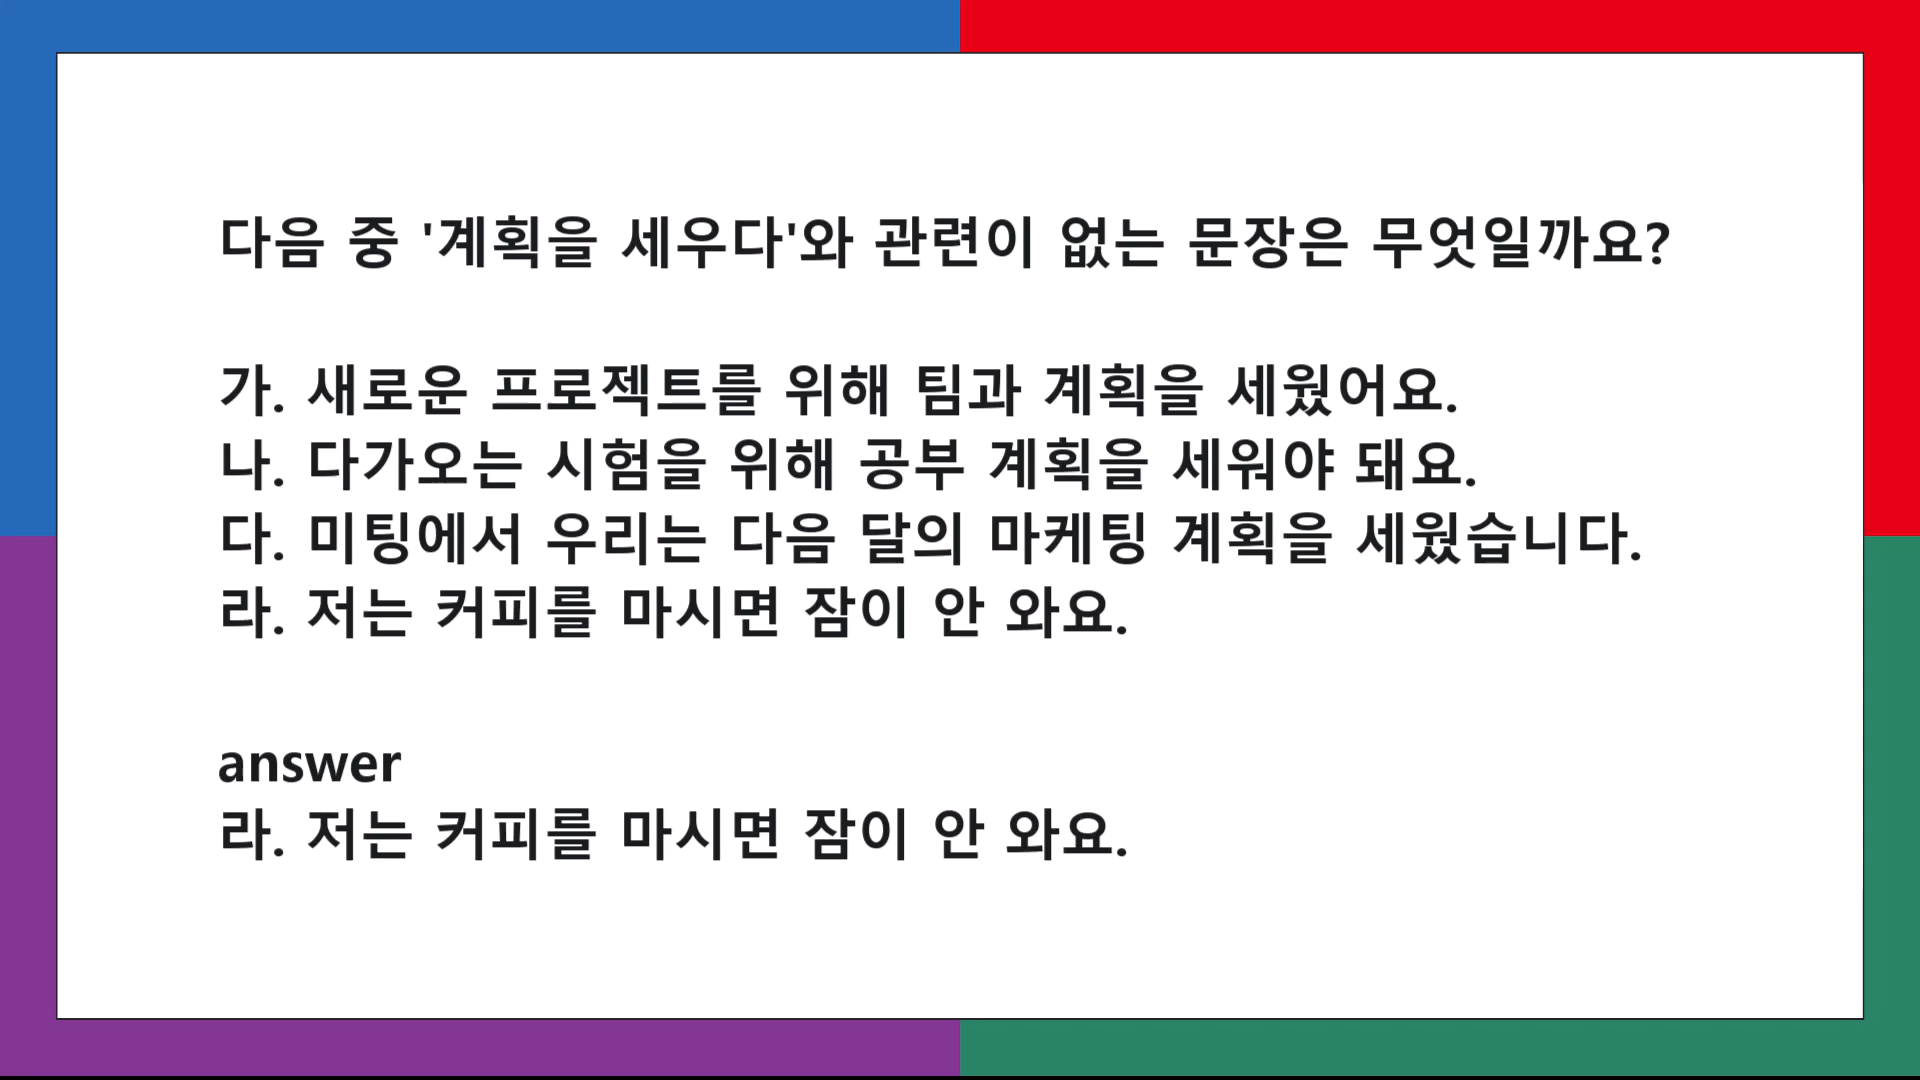 다음 중 '계획을 세우다'와 관련이 없는 문장은 무엇일까요?
가. 새로운 프로젝트를 위해 팀과 계획을 세웠어요.
나. 다가오는 시험을 위해 공부 계획을 세워야 돼요.
다. 미팅에서 우리는 다음 달의 마케팅 계획을 세웠습니다.
라. 저는 커피를 마시면 잠이 안 와요.
answer
라. 저는 커피를 마시면 잠이 안 와요.